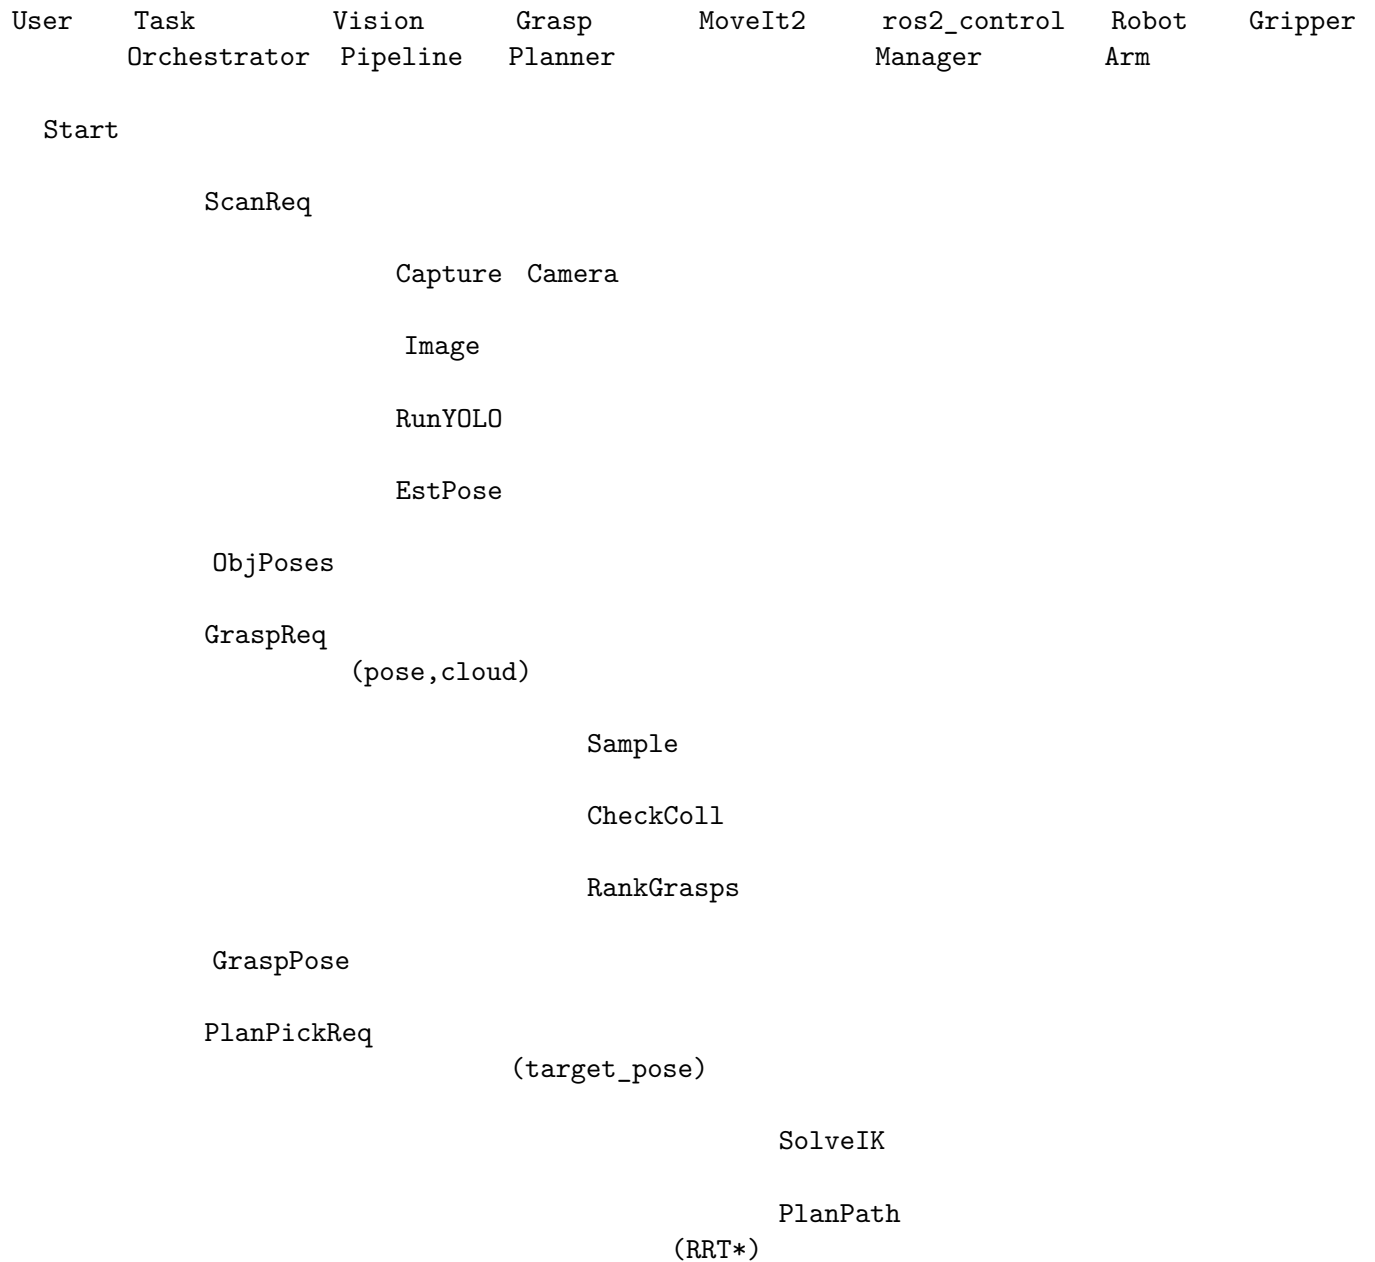 User Task Vision Grasp MoveIt2 ros2_control Robot Gripper
Orchestrator Pipeline Planner Manager Arm
Start
ScanReq
Capture Camera
Image
RunYOLO
EstPose
ObjPoses
GraspReq
(pose,cloud)
Sample
CheckColl
RankGrasps
GraspPose
PlanPickReq
(target_pose)
SolveIK
PlanPath
(RRT*)